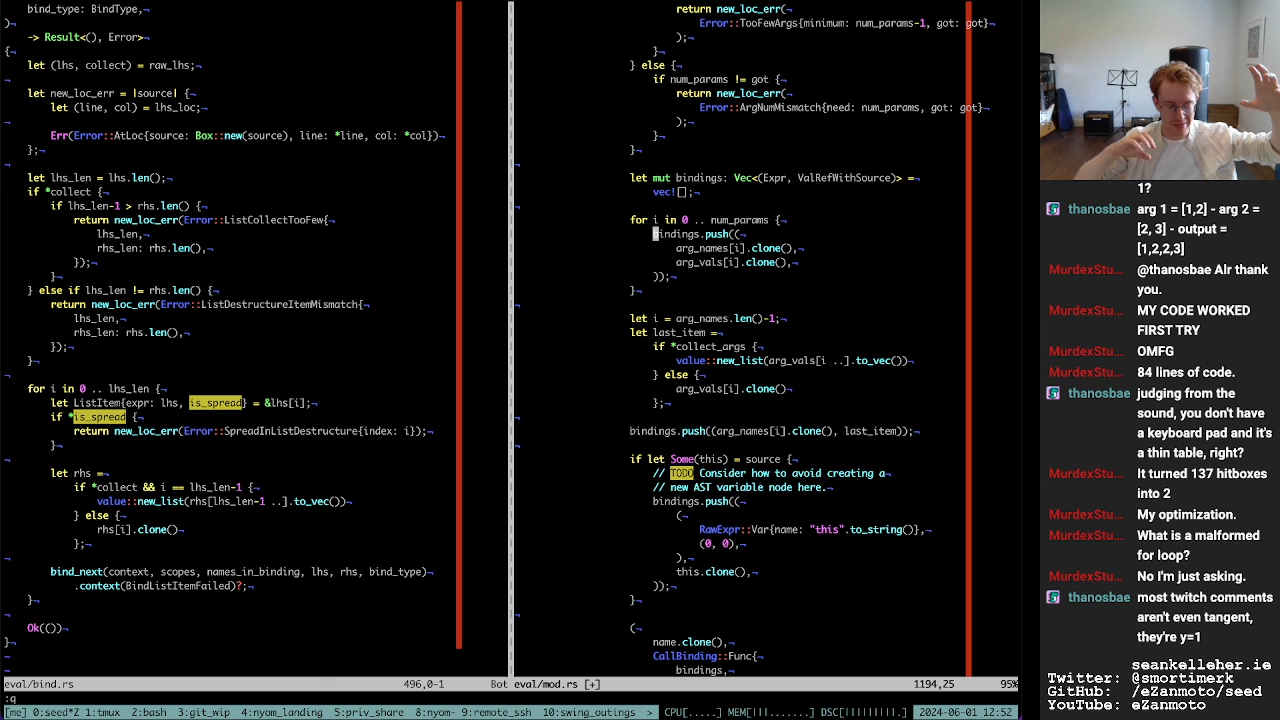 bind_type: BindType,¬
)¬
    -> Result<(), Error>¬
{¬
    let (lhs, collect) = raw_lhs;¬
¬
    let new_loc_err = |source| {¬
        let (line, col) = lhs_loc;¬
¬
        Err(Error::AtLoc{source: Box::new(source), line: *line, col: *col})¬
    };¬
¬
    let lhs_len = lhs.len();¬
    if *collect {¬
        if lhs_len-1 > rhs.len() {¬
            return new_loc_err(Error::ListCollectTooFew{¬
                lhs_len,¬
                rhs_len: rhs.len(),¬
            });¬
        }¬
    } else if lhs_len != rhs.len() {¬
        return new_loc_err(Error::ListDestructureItemMismatch{¬
            lhs_len,¬
            rhs_len: rhs.len(),¬
        });¬
    }¬
¬
    for i in 0 .. lhs_len {¬
        let ListItem{expr: lhs, is_spread} = &lhs[i];¬
        if *is_spread {¬
            return new_loc_err(Error::SpreadInListDestructure{index: i});¬
        }¬
¬
        let rhs =¬
            if *collect && i == lhs_len-1 {¬
                value::new_list(rhs[lhs_len-1 ..].to_vec())¬
            } else {¬
                rhs[i].clone()¬
            };¬
¬
        bind_next(context, scopes, names_in_binding, lhs, rhs, bind_type)¬
            .context(BindListItemFailed)?;¬
    }¬
¬
    Ok(())¬
}¬
~
~
eval/bind.rs 496,0-1 Bot
            return new_loc_err(¬
                Error::TooFewArgs{minimum: num_params-1, got: got}¬
            );¬
        }¬
    } else {¬
        if num_params != got {¬
            return new_loc_err(¬
                Error::ArgNumMismatch{need: num_params, got: got}¬
            );¬
        }¬
    }¬
¬
    let mut bindings: Vec<(Expr, ValRefWithSource)> =¬
        vec![];¬
¬
    for i in 0 .. num_params {¬
        bindings.push((¬
            arg_names[i].clone(),¬
            arg_vals[i].clone(),¬
        ));¬
    }¬
¬
    let i = arg_names.len()-1;¬
    let last_item =¬
        if *collect_args {¬
            value::new_list(arg_vals[i ..].to_vec())¬
        } else {¬
            arg_vals[i].clone()¬
        };¬
¬
    bindings.push((arg_names[i].clone(), last_item));¬
¬
    if let Some(this) = source {¬
        // TODO Consider how to avoid creating a¬
        // new AST variable node here.¬
        bindings.push((¬
            (¬
                RawExpr::Var{name: "this".to_string()},¬
                (0, 0),¬
            ),¬
            this.clone(),¬
        ));¬
    }¬
¬
    (¬
        name.clone(),¬
        CallBinding::Func{¬
            bindings,¬
eval/mod.rs [+] 1194,25 95%
:q
[me] 0:seed*Z 1:tmux 2:bash 3:git_wip 4:nyom_landing 5:priv_share 8:nyom- 9:remote_ssh 10:swing_outings > CPU[.....] MEM[|||.......] DSC[|||||||||.] 2024-06-01 12:52
1?
thanosbae arg 1 = [1,2] - arg 2 =
[2, 3] - output =
[1,2,2,3]
MurdexStu... @thanosbae Alr thank
you.
MurdexStu... MY CODE WORKED
FIRST TRY
MurdexStu... OMFG
MurdexStu... 84 lines of code.
thanosbae judging from the
sound, you don't have
a keyboard pad and it's
a thin table, right?
MurdexStu... It turned 137 hitboxes
into 2
MurdexStu... My optimization.
MurdexStu... What is a malformed
for loop?
MurdexStu... No I'm just asking.
thanosbae most twitch comments
aren't even tangent,
they're y=1
seankelleher.ie
Twitter: @smortimerk
GitHub: /eZanmoto/seed